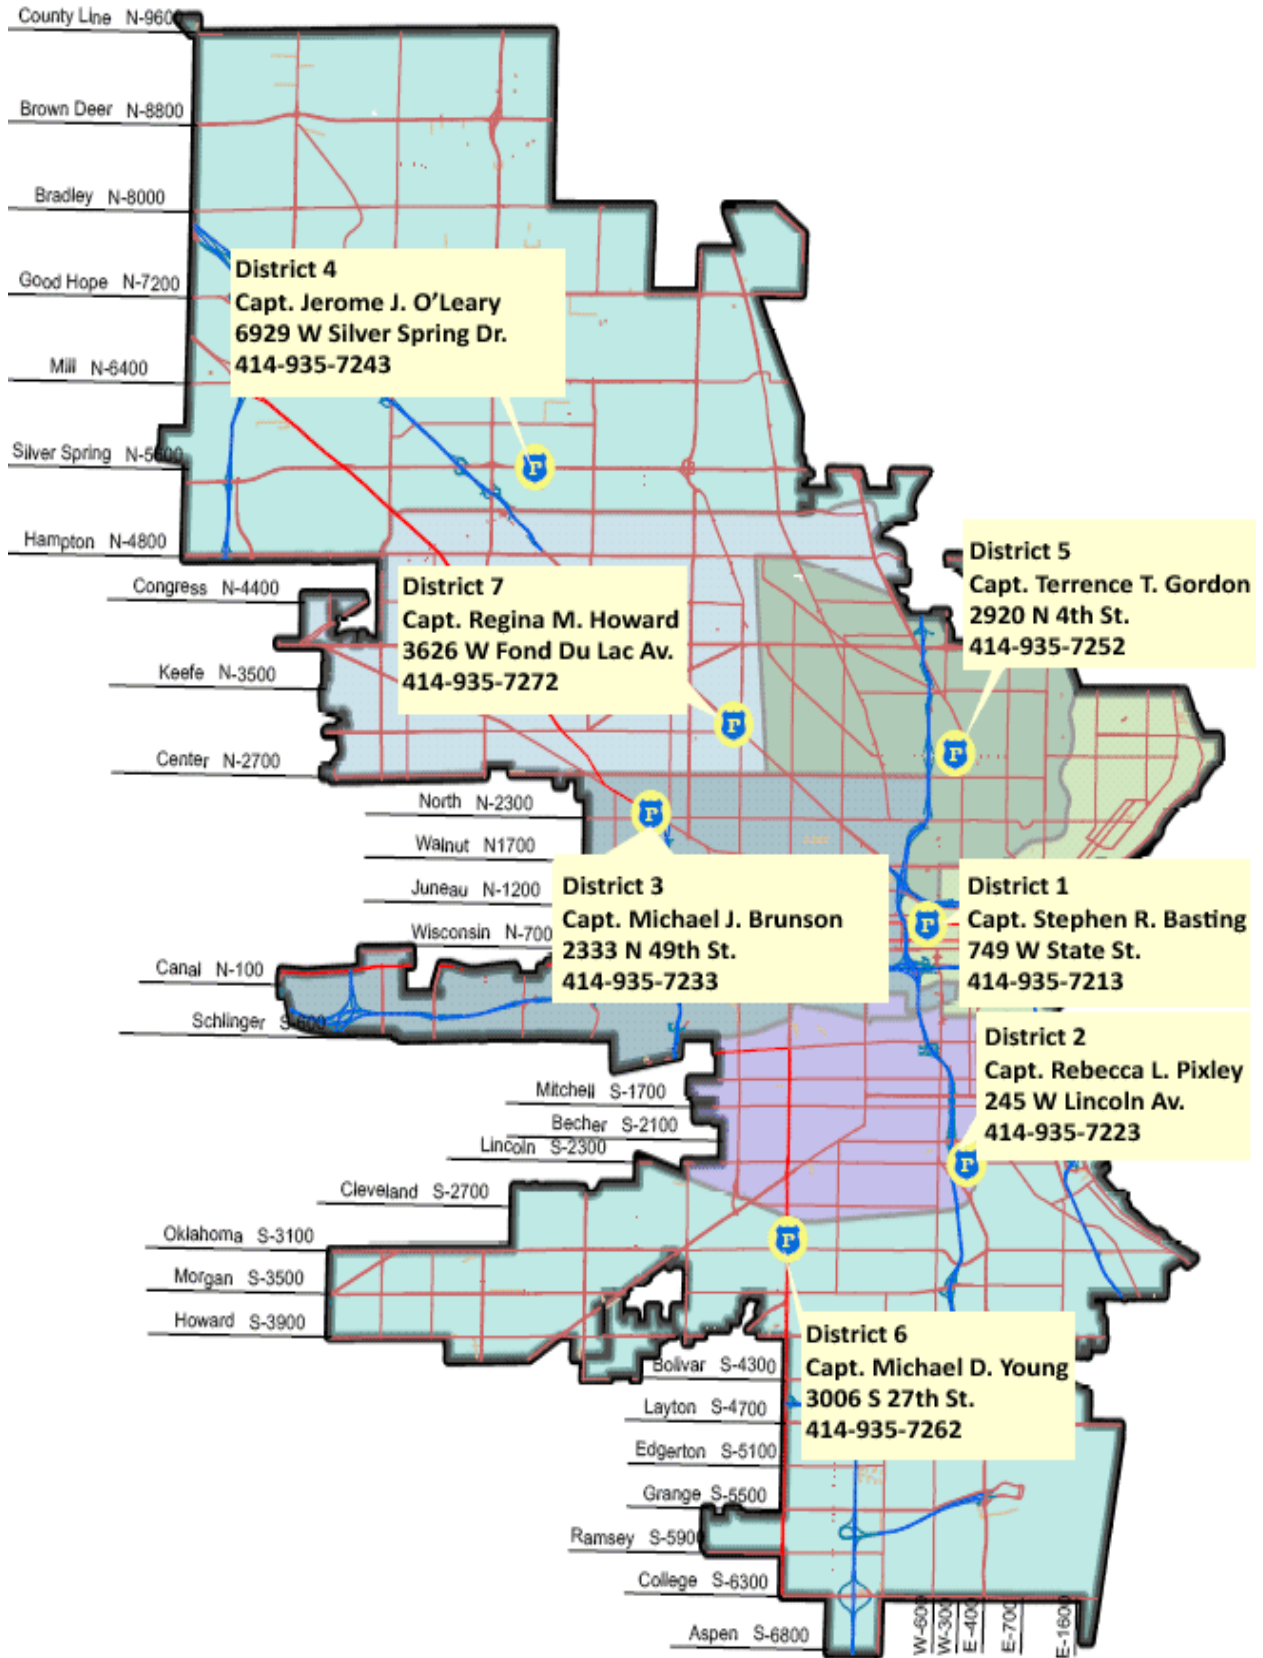 County Line N-9600
Brown Deer N-8800
Bradley N-8000
Good Hope N-7200
Mill N-6400
Silver Spring N-5600
Hampton N-4800
Congress N-4400
Keefe N-3500
Center N-2700
North N-2300
Walnut N1700
Juneau N-1200
Wisconsin N-700
Canal N-100
Schlinger S-600
Mitchell S-1700
Becher S-2100
Lincoln S-2300
Cleveland S-2700
Oklahoma S-3100
Morgan S-3500
Howard S-3900
Bolivar S-4300
Layton S-4700
Edgerton S-5100
Grange S-5500
Ramsey S-5900
College S-6300
Aspen S-6800
W-600
W-300
E-400
E-700
E-1600
District 4
Capt. Jerome J. O'Leary
6929 W Silver Spring Dr.
414-935-7243
P
District 5
Capt. Terrence T. Gordon
2920 N 4th St.
414-935-7252
P
District 7
Capt. Regina M. Howard
3626 W Fond Du Lac Av.
414-935-7272
P
District 3
Capt. Michael J. Brunson
2333 N 49th St.
414-935-7233
P
District 1
Capt. Stephen R. Basting
749 W State St.
414-935-7213
P
District 2
Capt. Rebecca L. Pixley
245 W Lincoln Av.
414-935-7223
P
District 6
Capt. Michael D. Young
3006 S 27th St.
414-935-7262
P